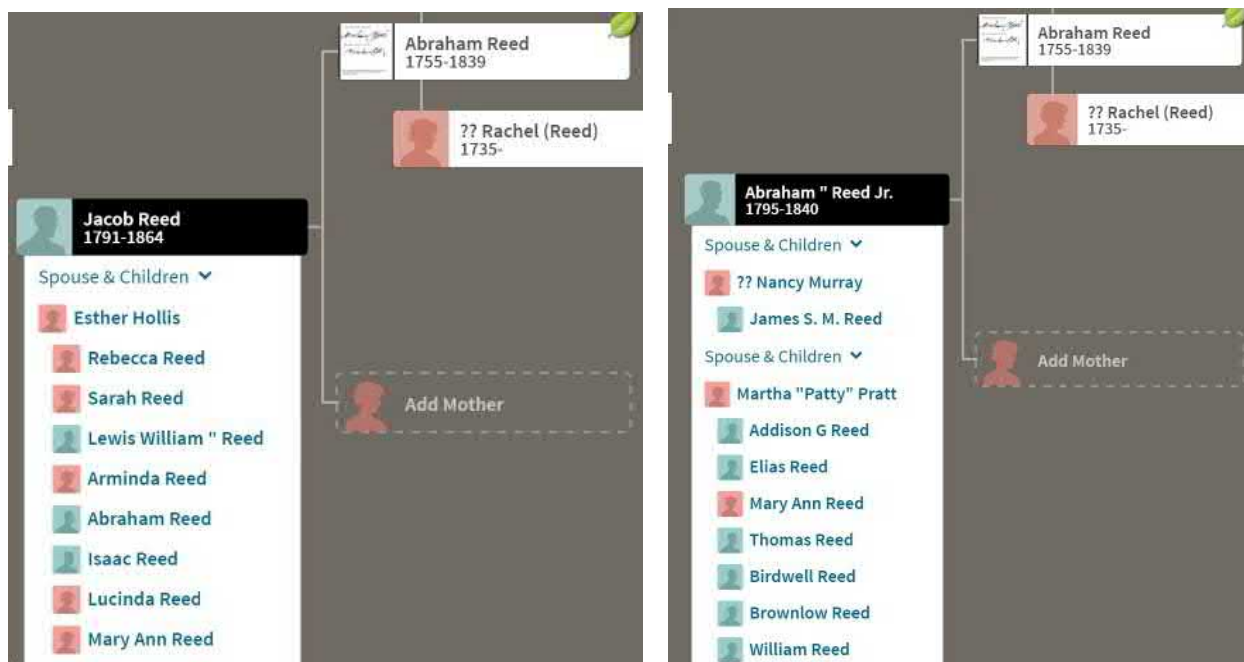 Abraham Reed
1755-1839
?? Rachel (Reed)
1735-
Jacob Reed
1791-1864
Spouse & Children
Esther Hollis
Rebecca Reed
Sarah Reed
Lewis William " Reed
Arminda Reed
Abraham Reed
Isaac Reed
Lucinda Reed
Mary Ann Reed
Add Mother
Abraham Reed
1755-1839
?? Rachel (Reed)
1735-
Abraham " Reed Jr.
1795-1840
Spouse & Children
?? Nancy Murray
James S. M. Reed
Spouse & Children
Martha "Patty" Pratt
Addison G Reed
Elias Reed
Mary Ann Reed
Thomas Reed
Birdwell Reed
Brownlow Reed
William Reed
Add Mother